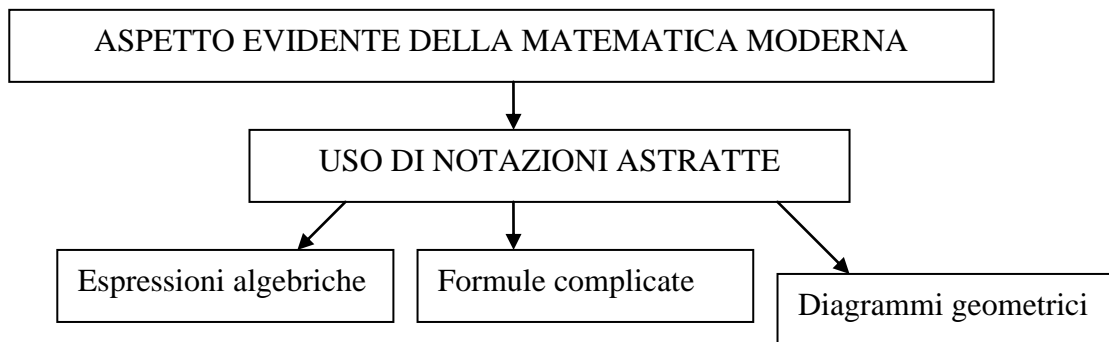 ASPETTO EVIDENTE DELLA MATEMATICA MODERNA
USO DI NOTAZIONI ASTRATTE
Espressioni algebriche
Formule complicate
Diagrammi geometrici